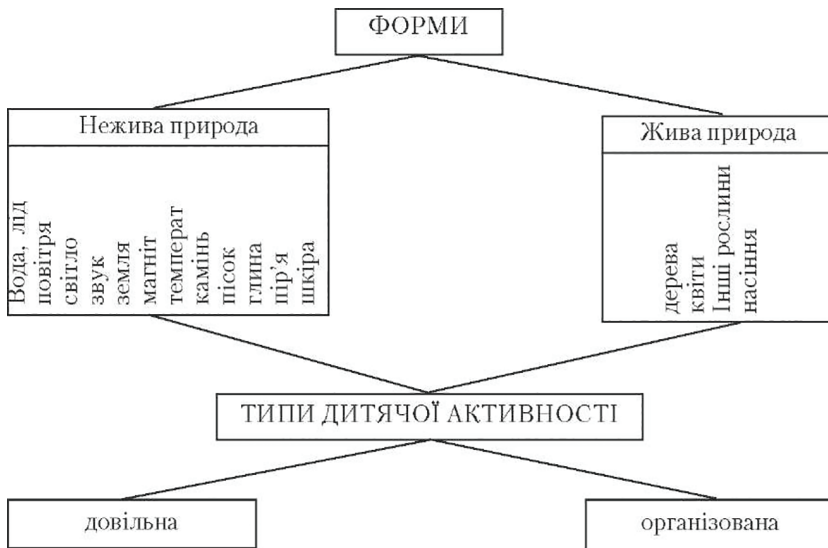 ФОРМИ
Нежива природа
Вода, лід
повітря
світло
звук
земля
магніт
температ
камінь
пісок
глина
пір'я
шкіра
Жива природа
дерева
квіти
Інші рослини
насіння
ТИПИ ДИТЯЧОЇ АКТИВНОСТІ
довільна
організована